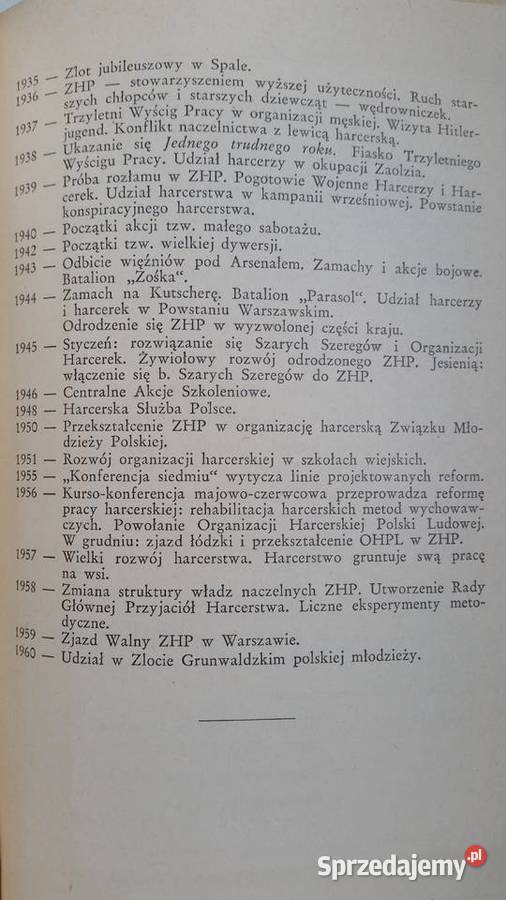 1935 — Zlot jubileuszowy w Spale.
1936 — ZHP — stowarzyszeniem wyższej użyteczności. Ruch star-
szych chłopców i starszych dziewcząt — wędrowniczek.
1937 — Trzyletni Wyścig Pracy w organizacji męskiej. Wizyta Hitler-
jugend. Konflikt naczelnictwa z lewicą harcerską.
1938 — Ukazanie się Jednego trudnego roku. Fiasko Trzyletniego
Wyścigu Pracy. Udział harcerzy w okupacji Zaolzia.
1939 — Próba rozłamu w ZHP. Pogotowie Wojenne Harcerzy i Har-
cerek. Udział harcerstwa w kampanii wrześniowej. Powstanie
konspiracyjnego harcerstwa.
1940 — Początki akcji tzw. małego sabotażu.
1942 — Początki tzw. wielkiej dywersji.
1943 — Odbicie więźniów pod Arsenałem. Zamachy i akcje bojowe.
Batalion „Zośka“.
1944 — Zamach na Kutscherę. Batalion „Parasol“. Udział harcerzy
i harcerek w Powstaniu Warszawskim.
Odrodzenie się ZHP w wyzwolonej części kraju.
1945 — Styczeń: rozwiązanie się Szarych Szeregów i Organizacji
Harcerek. Żywiołowy rozwój odrodzonego ZHP. Jesienią:
włączenie się b. Szarych Szeregów do ZHP.
1946 — Centralne Akcje Szkoleniowe.
1948 — Harcerska Służba Polsce.
1950 — Przekształcenie ZHP w organizację harcerską Związku Mło-
dzieży Polskiej.
1951 — Rozwój organizacji harcerskiej w szkołach wiejskich.
1955 — „Konferencja siedmiu“ wytycza linie projektowanych reform.
1956 — Kurso-konferencja majowo-czerwcowa przeprowadza reformę
pracy harcerskiej: rehabilitacja harcerskich metod wychowaw-
czych. Powołanie Organizacji Harcerskiej Polski Ludowej.
W grudniu: zjazd łódzki i przekształcenie OHPL w ZHP.
1957 — Wielki rozwój harcerstwa. Harcerstwo gruntuje swą pracę
na wsi.
1958 — Zmiana struktury władz naczelnych ZHP. Utworzenie Rady
Głównej Przyjaciół Harcerstwa. Liczne eksperymenty meto-
dyczne.
1959 — Zjazd Walny ZHP w Warszawie.
1960 — Udział w Zlocie Grunwaldzkim polskiej młodzieży.
Sprzedajemy.pl